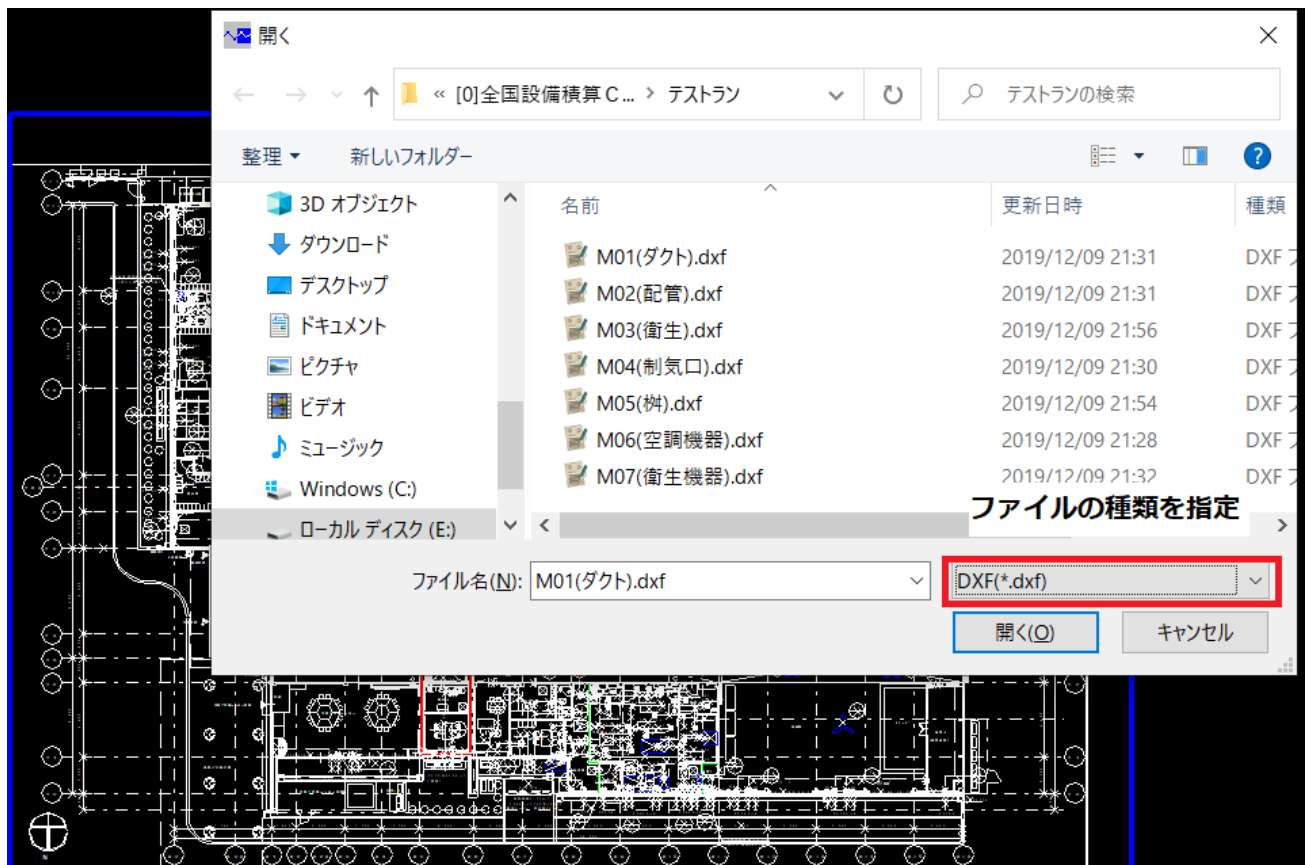 開く
« [0]全国設備積算C... › テストラン
テストランの検索
整理 新しいフォルダー
名前 更新日時 種類
3D オブジェクト
ダウンロード
デスクトップ
ドキュメント
ピクチャ
ビデオ
ミュージック
Windows (C:)
ローカル ディスク (E:)
M01(ダクト).dxf 2019/12/09 21:31 DXF
M02(配管).dxf 2019/12/09 21:31 DXF
M03(衛生).dxf 2019/12/09 21:56 DXF
M04(制気口).dxf 2019/12/09 21:30 DXF
M05(桝).dxf 2019/12/09 21:54 DXF
M06(空調機器).dxf 2019/12/09 21:28 DXF
M07(衛生機器).dxf 2019/12/09 21:32 DXF
ファイルの種類を指定
ファイル名(N): M01(ダクト).dxf DXF(*.dxf)
開く(O) キャンセル